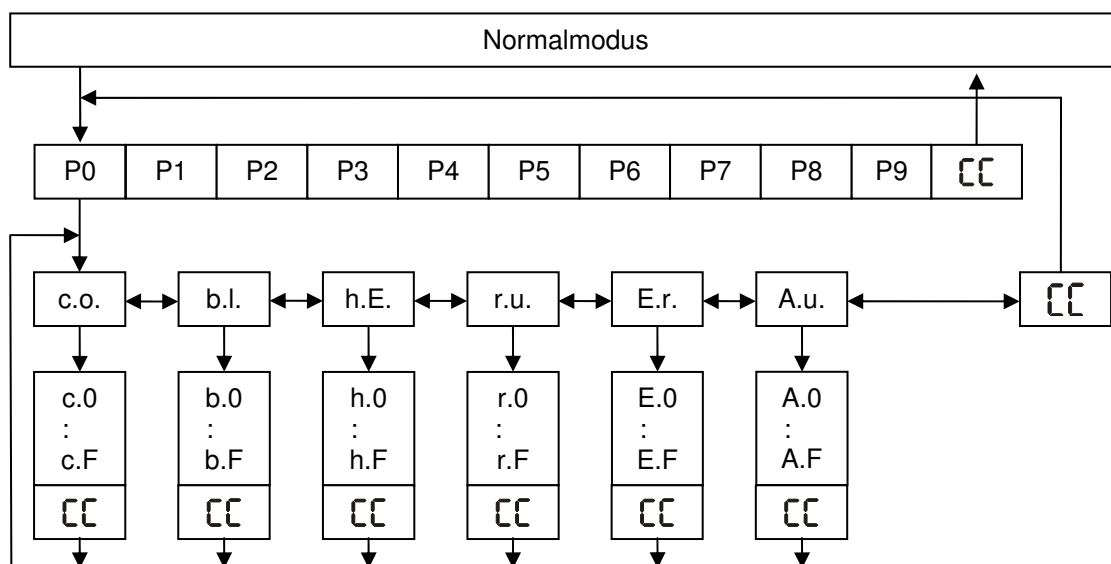 Normalmodus
P0 P1 P2 P3 P4 P5 P6 P7 P8 P9 CC
c.o. b.l. h.E. r.u. E.r. A.u. CC
c.0 b.0 h.0 r.0 E.0 A.0
: : : : : :
c.F b.F h.F r.F E.F A.F
CC CC CC CC CC CC